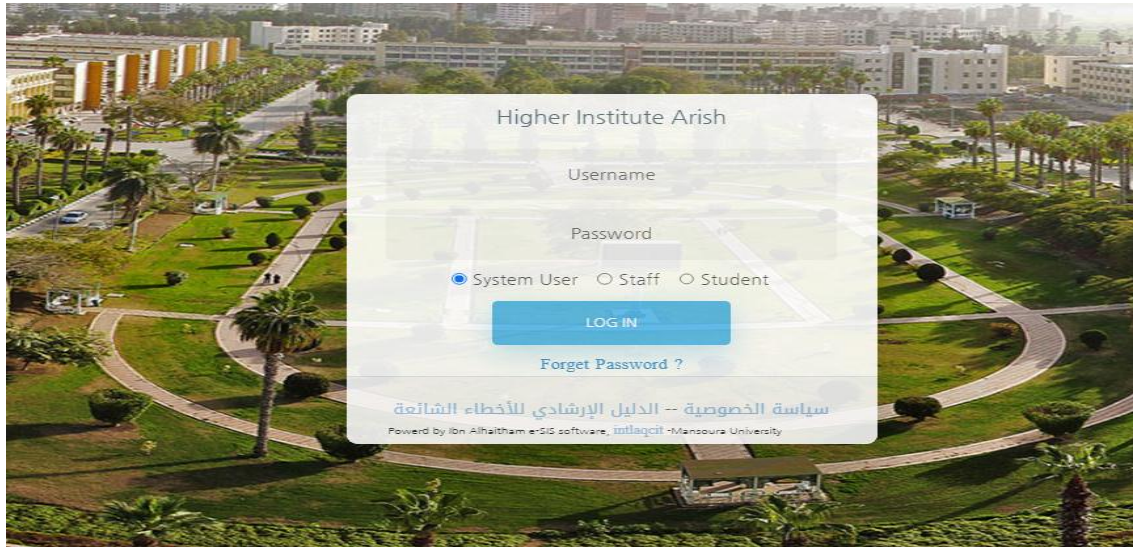 Higher Institute Arish
Username
Password
System User Staff Student
LOG IN
Forget Password ?
سياسة الخصوصية -- الدليل الإرشادي للأخطاء الشائعة
Powerd by Ibn Alhaitham e-SIS software, intlaqcit -Mansoura University